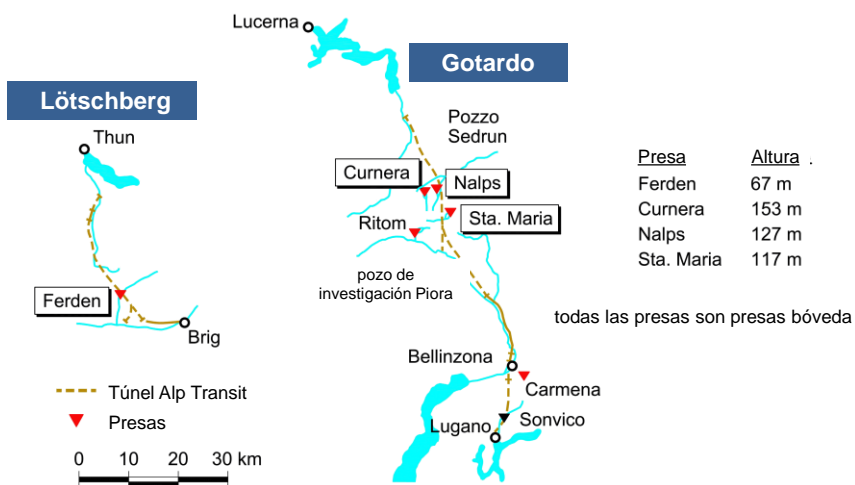 Lucerna
Gotardo
Lötschberg
Thun
Pozzo
Sedrun
Curnera
Nalps
Sta. Maria
Ritom
pozo de
investigación Piora
Ferden
Brig
Presa Altura .
Ferden 67 m
Curnera 153 m
Nalps 127 m
Sta. Maria 117 m
todas las presas son presas bóveda
Bellinzona
Carmena
Sonvico
Lugano
Túnel Alp Transit
Presas
0 10 20 30 km